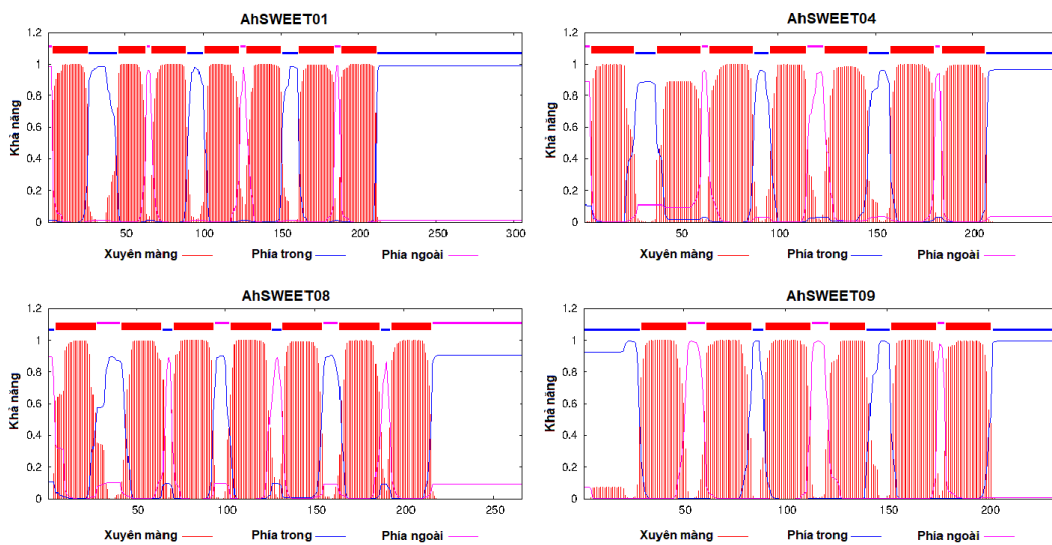 AhSWEET01
1.2
1
0.8
0.6
0.4
0.2
0
Khả năng
50
100
150
200
250
300
Xuyên màng
Phía trong
Phía ngoài
AhSWEET04
1.2
1
0.8
0.6
0.4
0.2
0
Khả năng
50
100
150
200
Xuyên màng
Phía trong
Phía ngoài
AhSWEET08
1.2
1
0.8
0.6
0.4
0.2
0
Khả năng
50
100
150
200
250
Xuyên màng
Phía trong
Phía ngoài
AhSWEET09
1.2
1
0.8
0.6
0.4
0.2
0
Khả năng
50
100
150
200
Xuyên màng
Phía trong
Phía ngoài